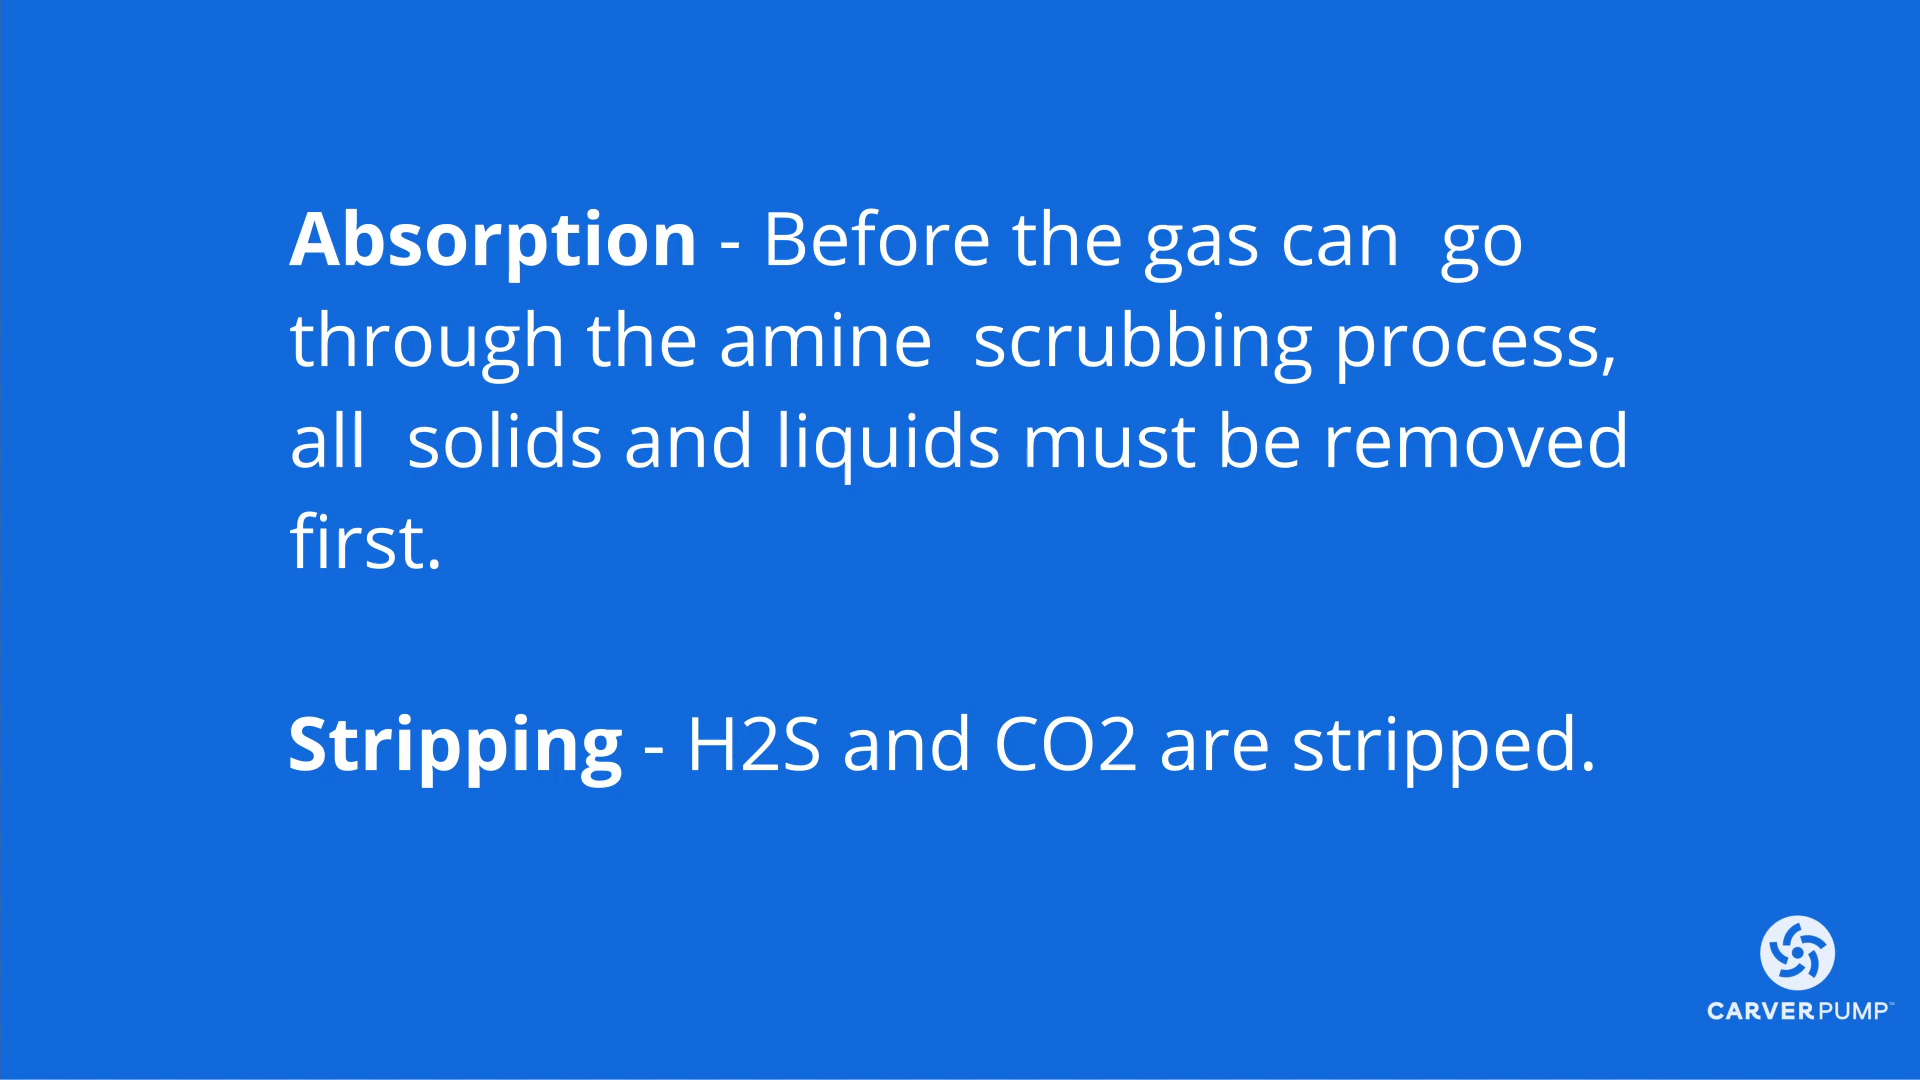 Absorption - Before the gas can  go
through the amine  scrubbing process,
all  solids and liquids must be removed
first.
Stripping - H2S and CO2 are stripped.
CARVER PUMP™